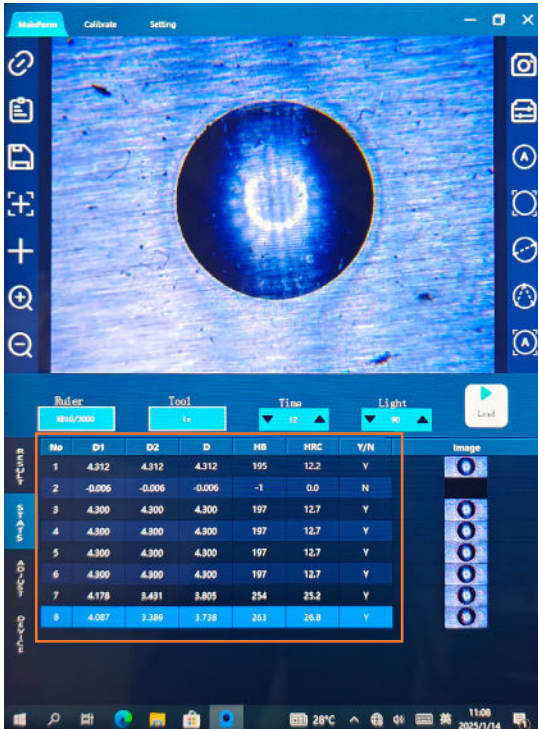 MainForm Calibrate Setting
Ruler Tool Time Light
HB10/3000 1x 12 90 Load
RESULT
STATS
ADJUST
DEVICE
No D1 D2 D HB HRC Y/N Image
1 4.312 4.312 4.312 195 12.2 Y
2 -0.006 -0.006 -0.006 -1 0.0 N
3 4.300 4.300 4.300 197 12.7 Y
4 4.300 4.300 4.300 197 12.7 Y
5 4.300 4.300 4.300 197 12.7 Y
6 4.300 4.300 4.300 197 12.7 Y
7 4.178 3.431 3.805 254 25.2 Y
8 4.087 3.389 3.738 263 26.8 Y
28°C 英 11:08
2025/1/14